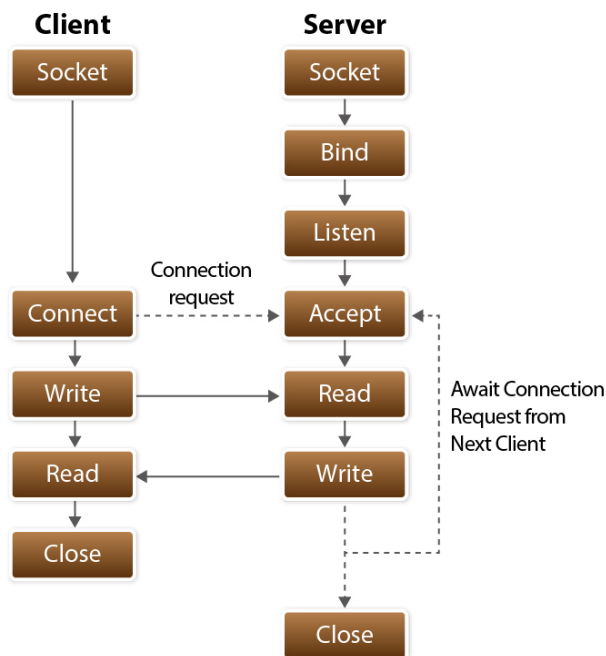 Client
Server
Socket
Socket
Bind
Listen
Connection
request
Connect
Accept
Write
Read
Await Connection
Request from
Next Client
Read
Write
Close
Close